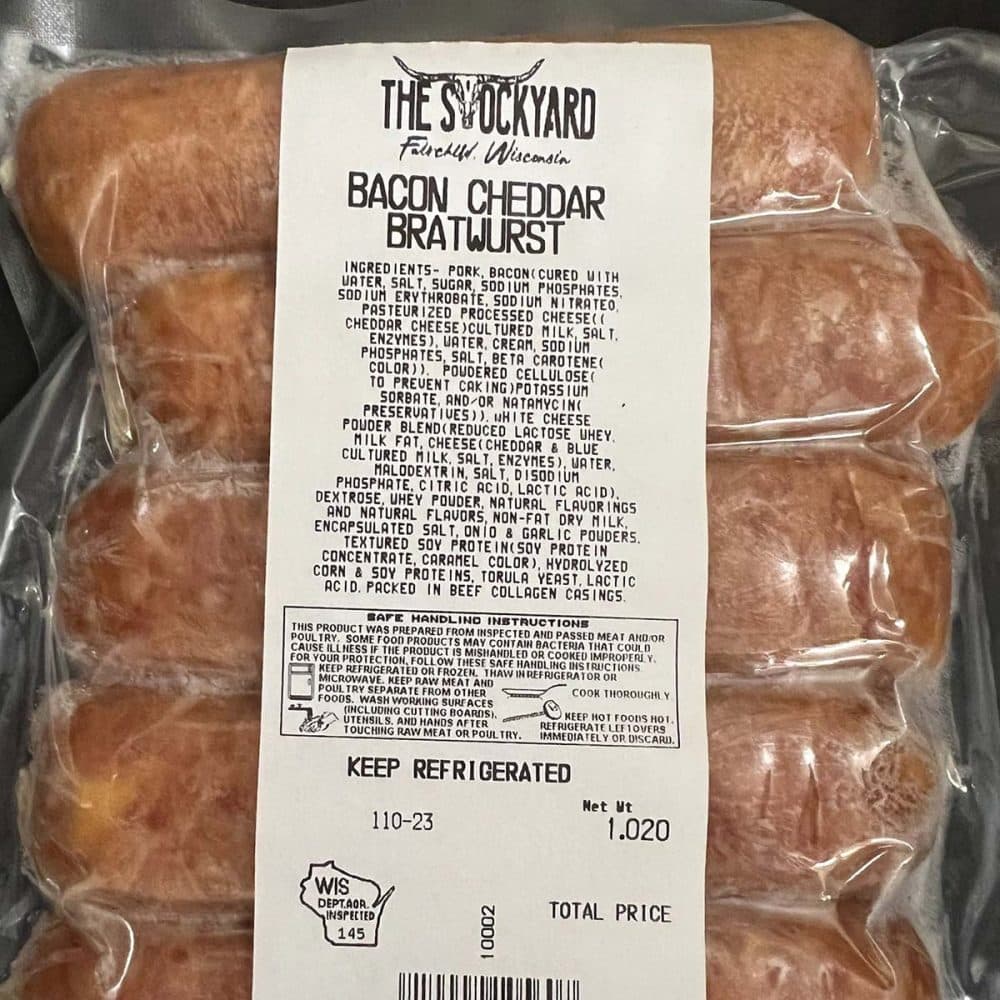 THE STOCKYARD
Fairchild, Wisconsin
BACON CHEDDAR
BRATWURST
INGREDIENTS- PORK, BACON(CURED WITH
WATER, SALT, SUGAR, SODIUM PHOSPHATES,
SODIUM ERYTHROBATE, SODIUM NITRATEO,
PASTEURIZED PROCESSED CHEESE((
CHEDDAR CHEESE)CULTURED MILK, SALT,
ENZYMES), WATER, CREAM, SODIUM
PHOSPHATES, SALT, BETA CAROTENE(
COLOR)), POWDERED CELLULOSE(
TO PREVENT CAKING)POTASSIUM
SORBATE, AND/OR NATAMYCIN(
PRESERVATIVES)), WHITE CHEESE
POWDER BLEND(REDUCED LACTOSE WHEY,
MILK FAT, CHEESE(CHEDDAR & BLUE
CULTURED MILK, SALT, ENZYMES), WATER,
MALODEXTRIN, SALT, DISODIUM
PHOSPHATE, CITRIC ACID, LACTIC ACID),
DEXTROSE, WHEY POWDER, NATURAL FLAVORINGS
AND NATURAL FLAVORS, NON-FAT DRY MILK,
ENCAPSULATED SALT, ONIO & GARLIC POWDERS,
TEXTURED SOY PROTEIN(SOY PROTEIN
CONCENTRATE, CARAMEL COLOR), HYDROLYZED
CORN & SOY PROTEINS, TORULA YEAST, LACTIC
ACID. PACKED IN BEEF COLLAGEN CASINGS.
SAFE HANDLING INSTRUCTIONS
THIS PRODUCT WAS PREPARED FROM INSPECTED AND PASSED MEAT AND/OR
POULTRY. SOME FOOD PRODUCTS MAY CONTAIN BACTERIA THAT COULD
CAUSE ILLNESS IF THE PRODUCT IS MISHANDLED OR COOKED IMPROPERLY.
FOR YOUR PROTECTION, FOLLOW THESE SAFE HANDLING INSTRUCTIONS
KEEP REFRIGERATED OR FROZEN. THAW IN REFRIGERATOR OR
MICROWAVE. KEEP RAW MEAT AND
POULTRY SEPARATE FROM OTHER
FOODS. WASH WORKING SURFACES
(INCLUDING CUTTING BOARDS),
UTENSILS, AND HANDS AFTER
TOUCHING RAW MEAT OR POULTRY.
COOK THOROUGHLY
KEEP HOT FOODS HOT.
REFRIGERATE LEFTOVERS
IMMEDIATELY OR DISCARD.
KEEP REFRIGERATED
Net Wt
110-23 1.020
WIS
DEPT.AGR.
INSPECTED
145
10002
TOTAL PRICE